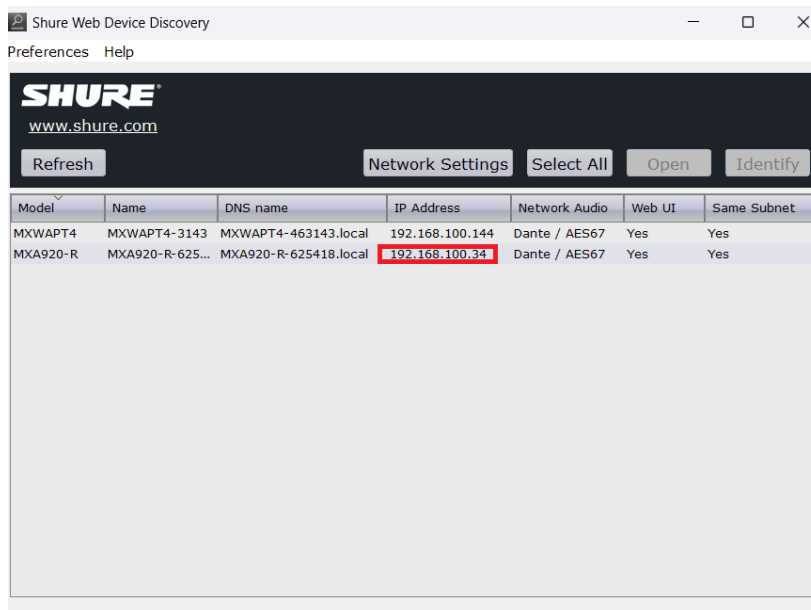 Shure Web Device Discovery
Preferences Help
SHURE
www.shure.com
Refresh Network Settings Select All Open Identify
Model Name DNS name IP Address Network Audio Web UI Same Subnet
MXWAPT4 MXWAPT4-3143 MXWAPT4-463143.local 192.168.100.144 Dante / AES67 Yes Yes
MXA920-R MXA920-R-625... MXA920-R-625418.local 192.168.100.34 Dante / AES67 Yes Yes